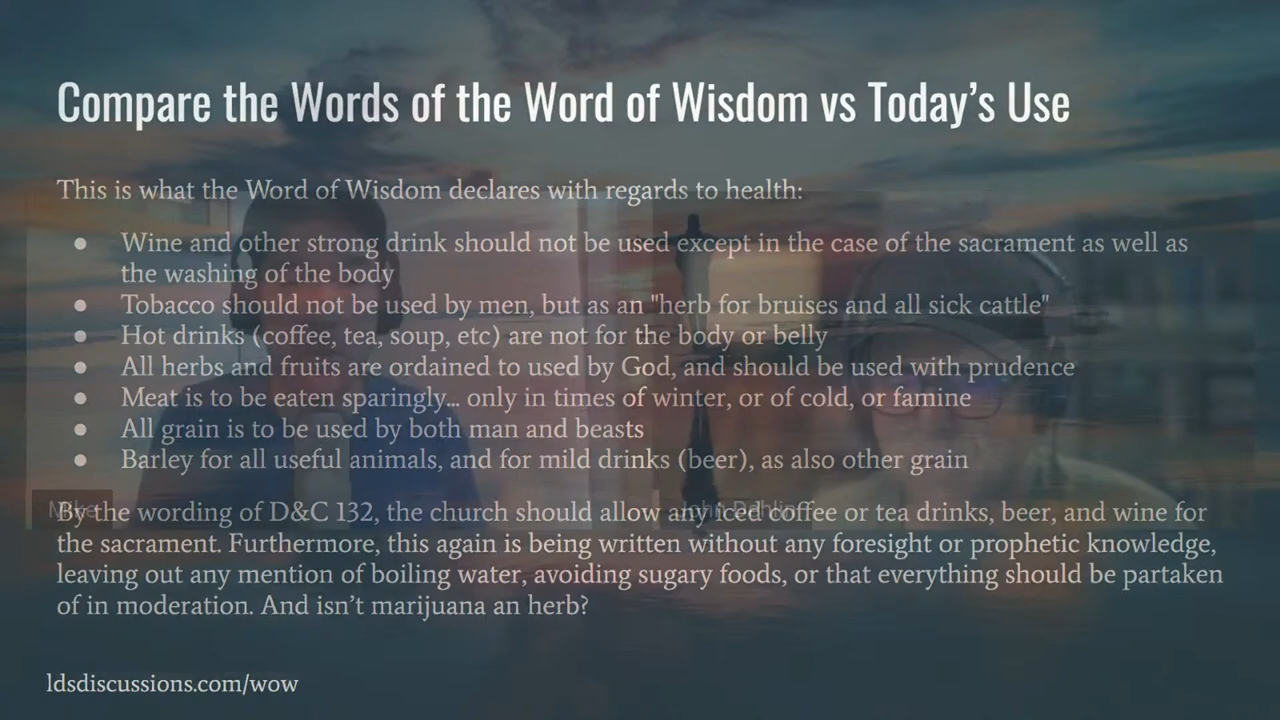 Compare the Words of the Word of Wisdom vs Today's Use
This is what the Word of Wisdom declares with regards to health:
● Wine and other strong drink should not be used except in the case of the sacrament as well as
the washing of the body
● Tobacco should not be used by men, but as an "herb for bruises and all sick cattle"
● Hot drinks (coffee, tea, soup, etc) are not for the body or belly
● All herbs and fruits are ordained to used by God, and should be used with prudence
● Meat is to be eaten sparingly... only in times of winter, or of cold, or famine
● All grain is to be used by both man and beasts
● Barley for all useful animals, and for mild drinks (beer), as also other grain
By the wording of D&C 132, the church should allow any iced coffee or tea drinks, beer, and wine for
the sacrament. Furthermore, this again is being written without any foresight or prophetic knowledge,
leaving out any mention of boiling water, avoiding sugary foods, or that everything should be partaken
of in moderation. And isn't marijuana an herb?
ldsdiscussions.com/wow